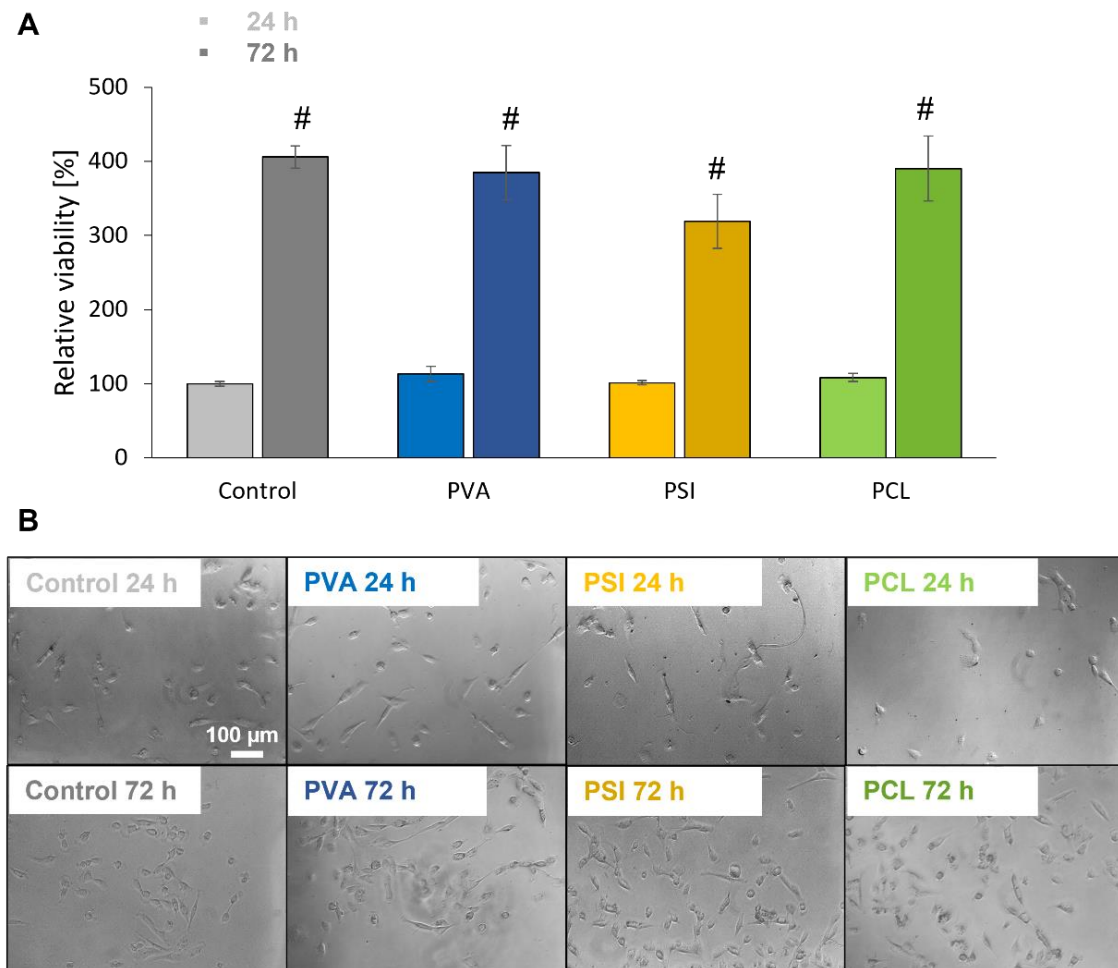 A
24 h
72 h
Relative viability [%]
500
400
300
200
100
0
# # # #
Control PVA PSI PCL
B
Control 24 h PVA 24 h PSI 24 h PCL 24 h
100 µm
Control 72 h PVA 72 h PSI 72 h PCL 72 h